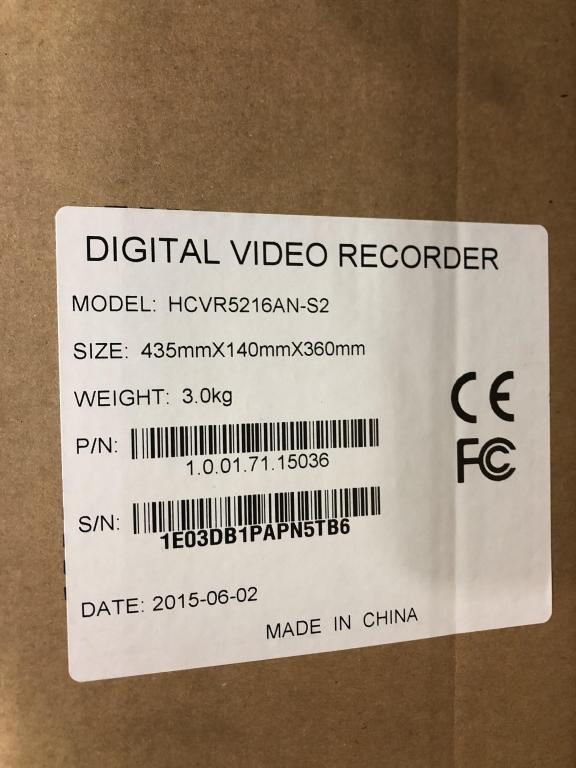 DIGITAL VIDEO RECORDER
MODEL: HCVR5216AN-S2
SIZE: 435mmX140mmX360mm
WEIGHT: 3.0kg
P/N:
1.0.01.71.15036
S/N:
1E03DB1PAPN5TB6
DATE: 2015-06-02
MADE IN CHINA
CE
FC